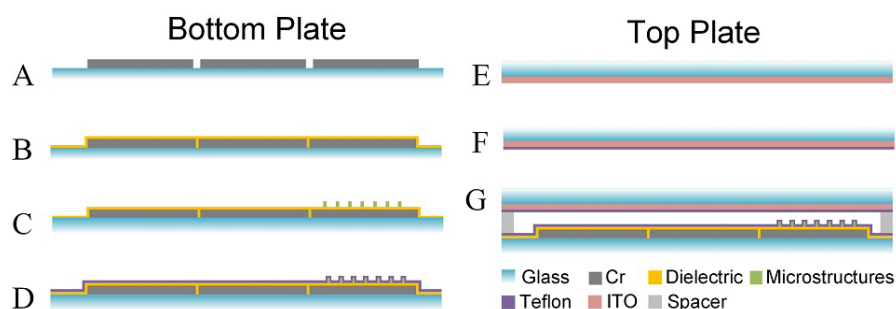 Bottom Plate
Top Plate
A
B
C
D
E
F
G
Glass
Cr
Dielectric
Microstructures
Teflon
ITO
Spacer